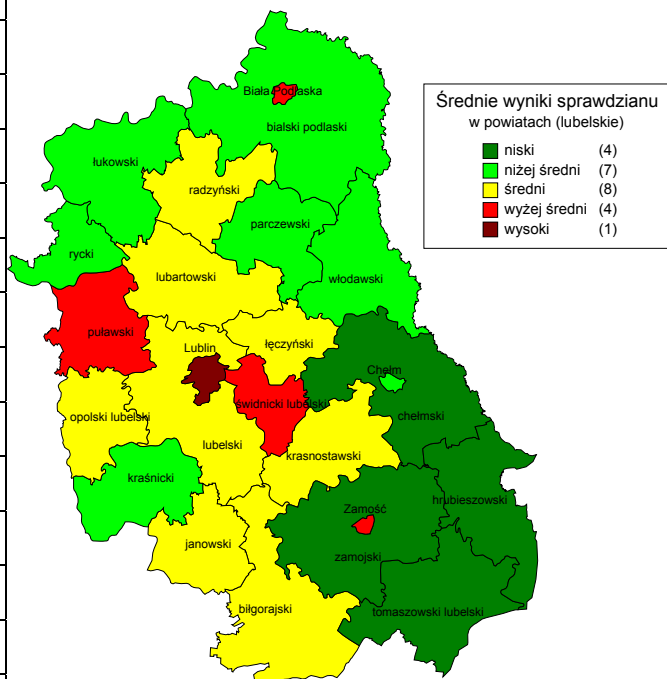 Średnie wyniki sprawdzianu
w powiatach (lubelskie)
niski (4)
niżej średni (7)
średni (8)
wyżej średni (4)
wysoki (1)
Biała Podlaska
bialski podlaski
łukowski
radzyński
parczewski
rycki
lubartowski
włodawski
puławski
Lublin
łęczyński
Chełm
świdnicki lubelski
opolski lubelski
chełmski
lubelski
krasnostawski
kraśnicki
hrubieszowski
Zamość
janowski
zamojski
biłgorajski
tomaszowski lubelski